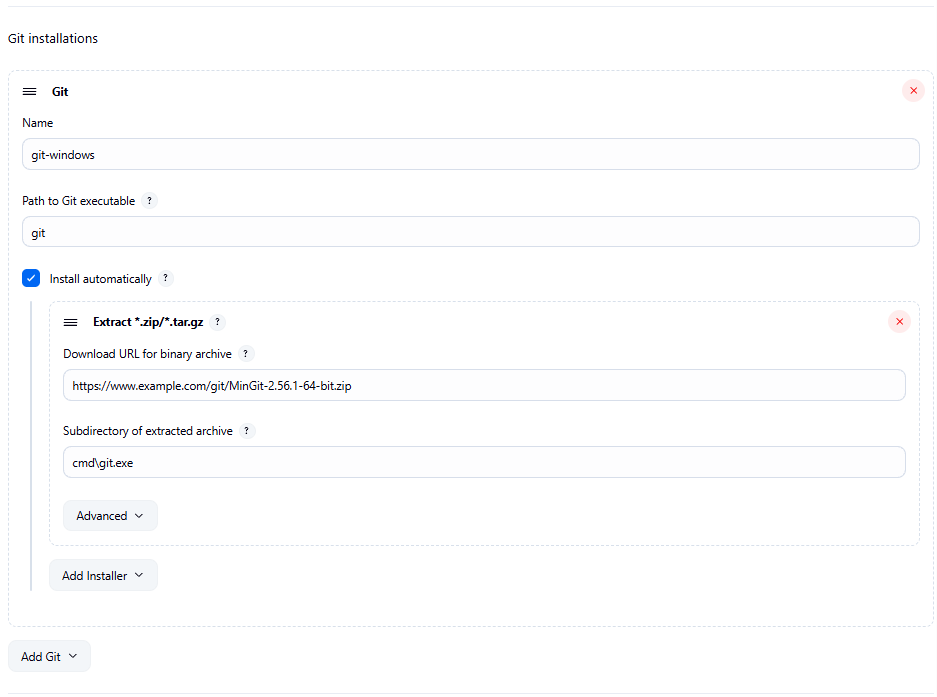 Git installations
Git
Name
git-windows
Path to Git executable ?
git
Install automatically ?
Extract *.zip/*.tar.gz ?
Download URL for binary archive ?
https://www.example.com/git/MinGit-2.56.1-64-bit.zip
Subdirectory of extracted archive ?
cmd\git.exe
Advanced
Add Installer
Add Git